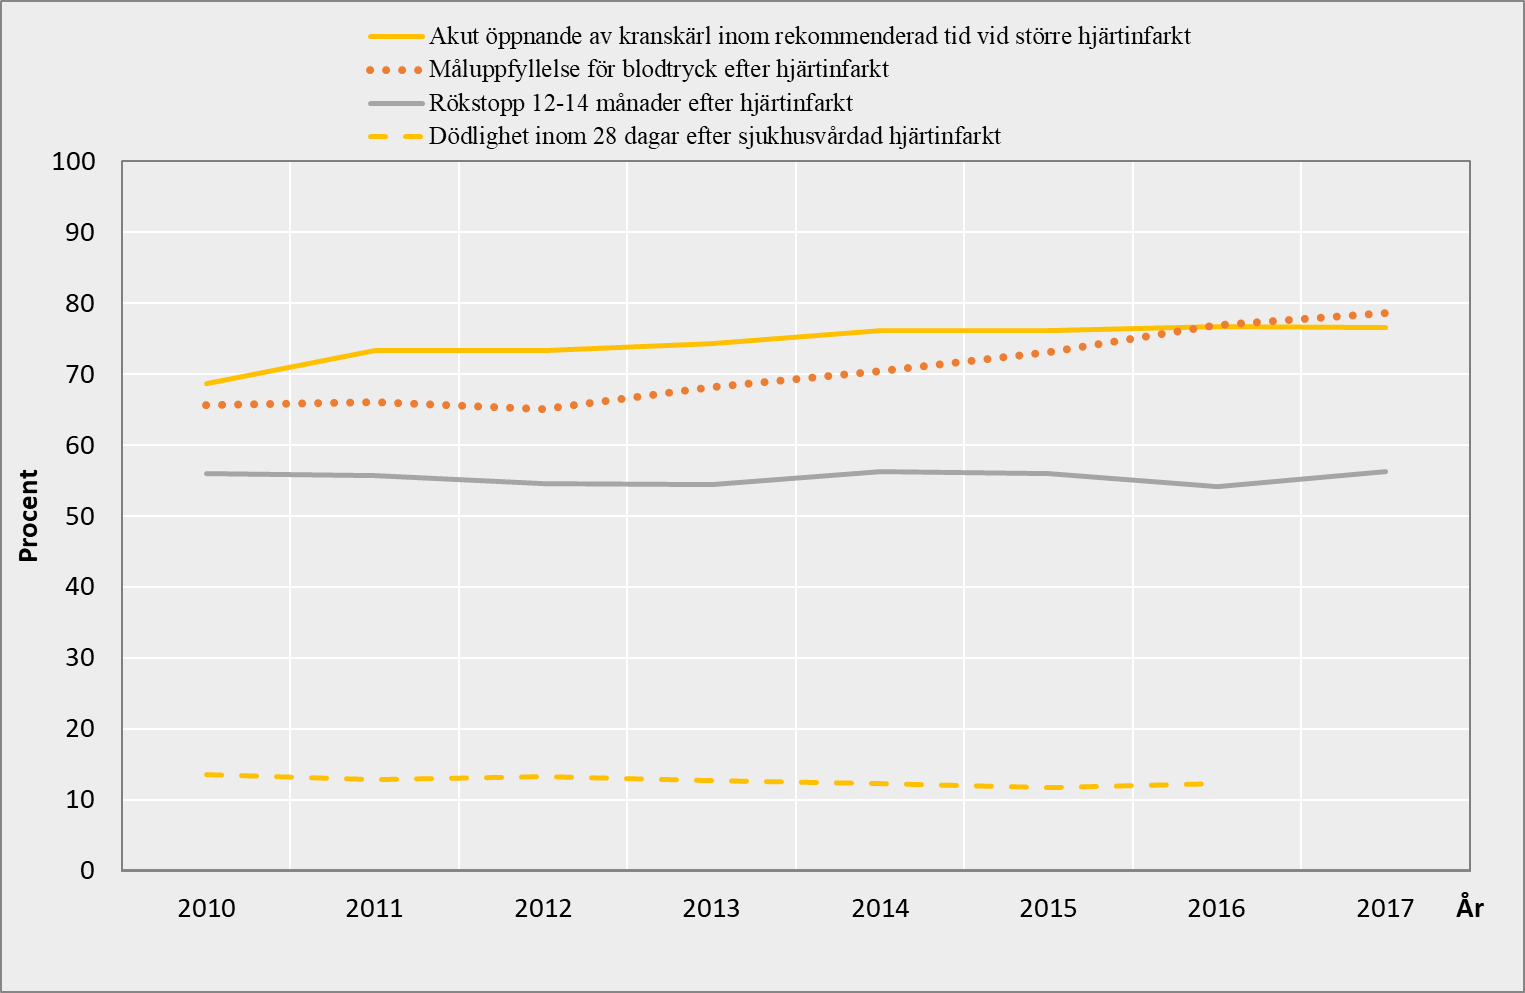 Akut öppnande av kranskärl inom rekommenderad tid vid större hjärtinfarkt
Måluppfyllelse för blodtryck efter hjärtinfarkt
Rökstopp 12-14 månader efter hjärtinfarkt
Dödlighet inom 28 dagar efter sjukhusvårdad hjärtinfarkt
100
90
80
70
60
50
40
30
20
10
0
Procent
2010 2011 2012 2013 2014 2015 2016 2017 År